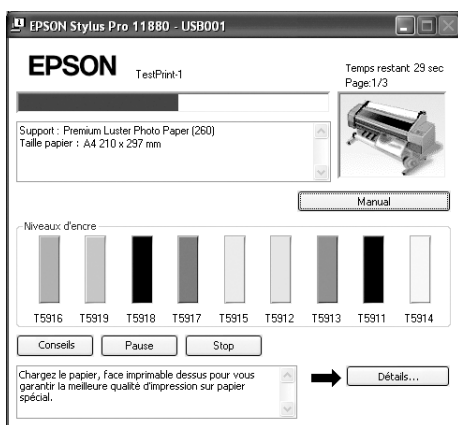 EPSON Stylus Pro 11880 - USB001
EPSON TestPrint-1
Temps restant 29 sec
Page:1/3
Support : Premium Luster Photo Paper (260)
Taille papier : A4 210 x 297 mm
Manual
Niveaux d'encre
T5916 T5919 T5918 T5917 T5915 T5912 T5913 T5911 T5914
Conseils Pause Stop
Chargez le papier, face imprimable dessus pour vous
garantir la meilleure qualité d'impression sur papier
spécial.
Détails...